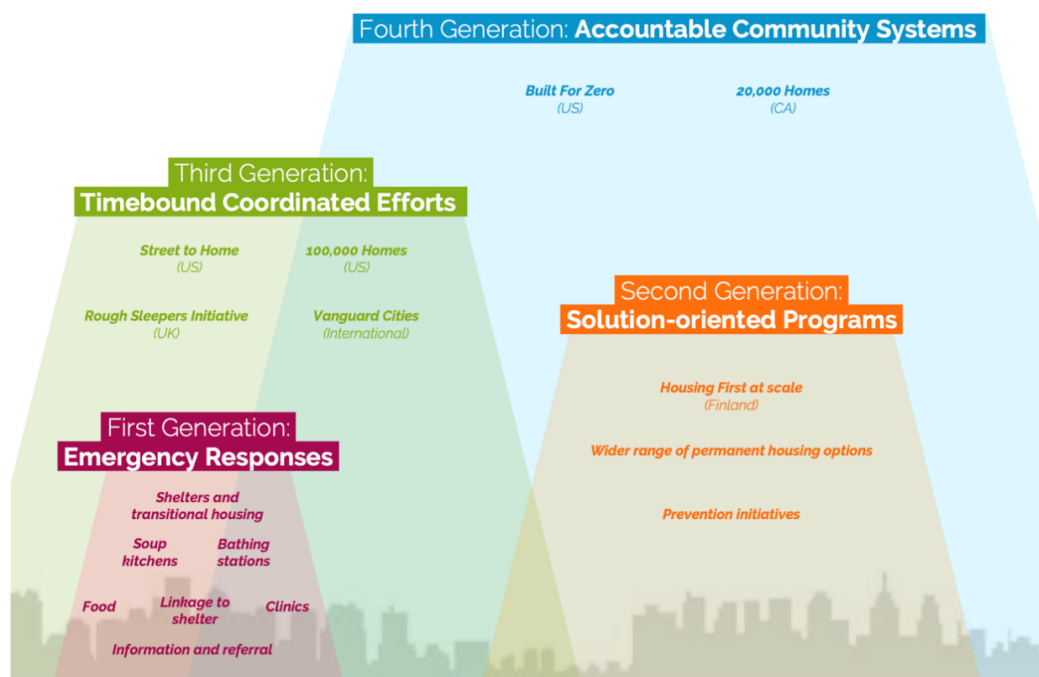 Fourth Generation: Accountable Community Systems
Built For Zero
(US)
20,000 Homes
(CA)
Third Generation:
Timebound Coordinated Efforts
Street to Home
(US)
100,000 Homes
(US)
Rough Sleepers Initiative
(UK)
Vanguard Cities
(International)
Second Generation:
Solution-oriented Programs
Housing First at scale
(Finland)
Wider range of permanent housing options
Prevention initiatives
First Generation:
Emergency Responses
Shelters and
transitional housing
Soup
kitchens
Bathing
stations
Food
Linkage to
shelter
Clinics
Information and referral